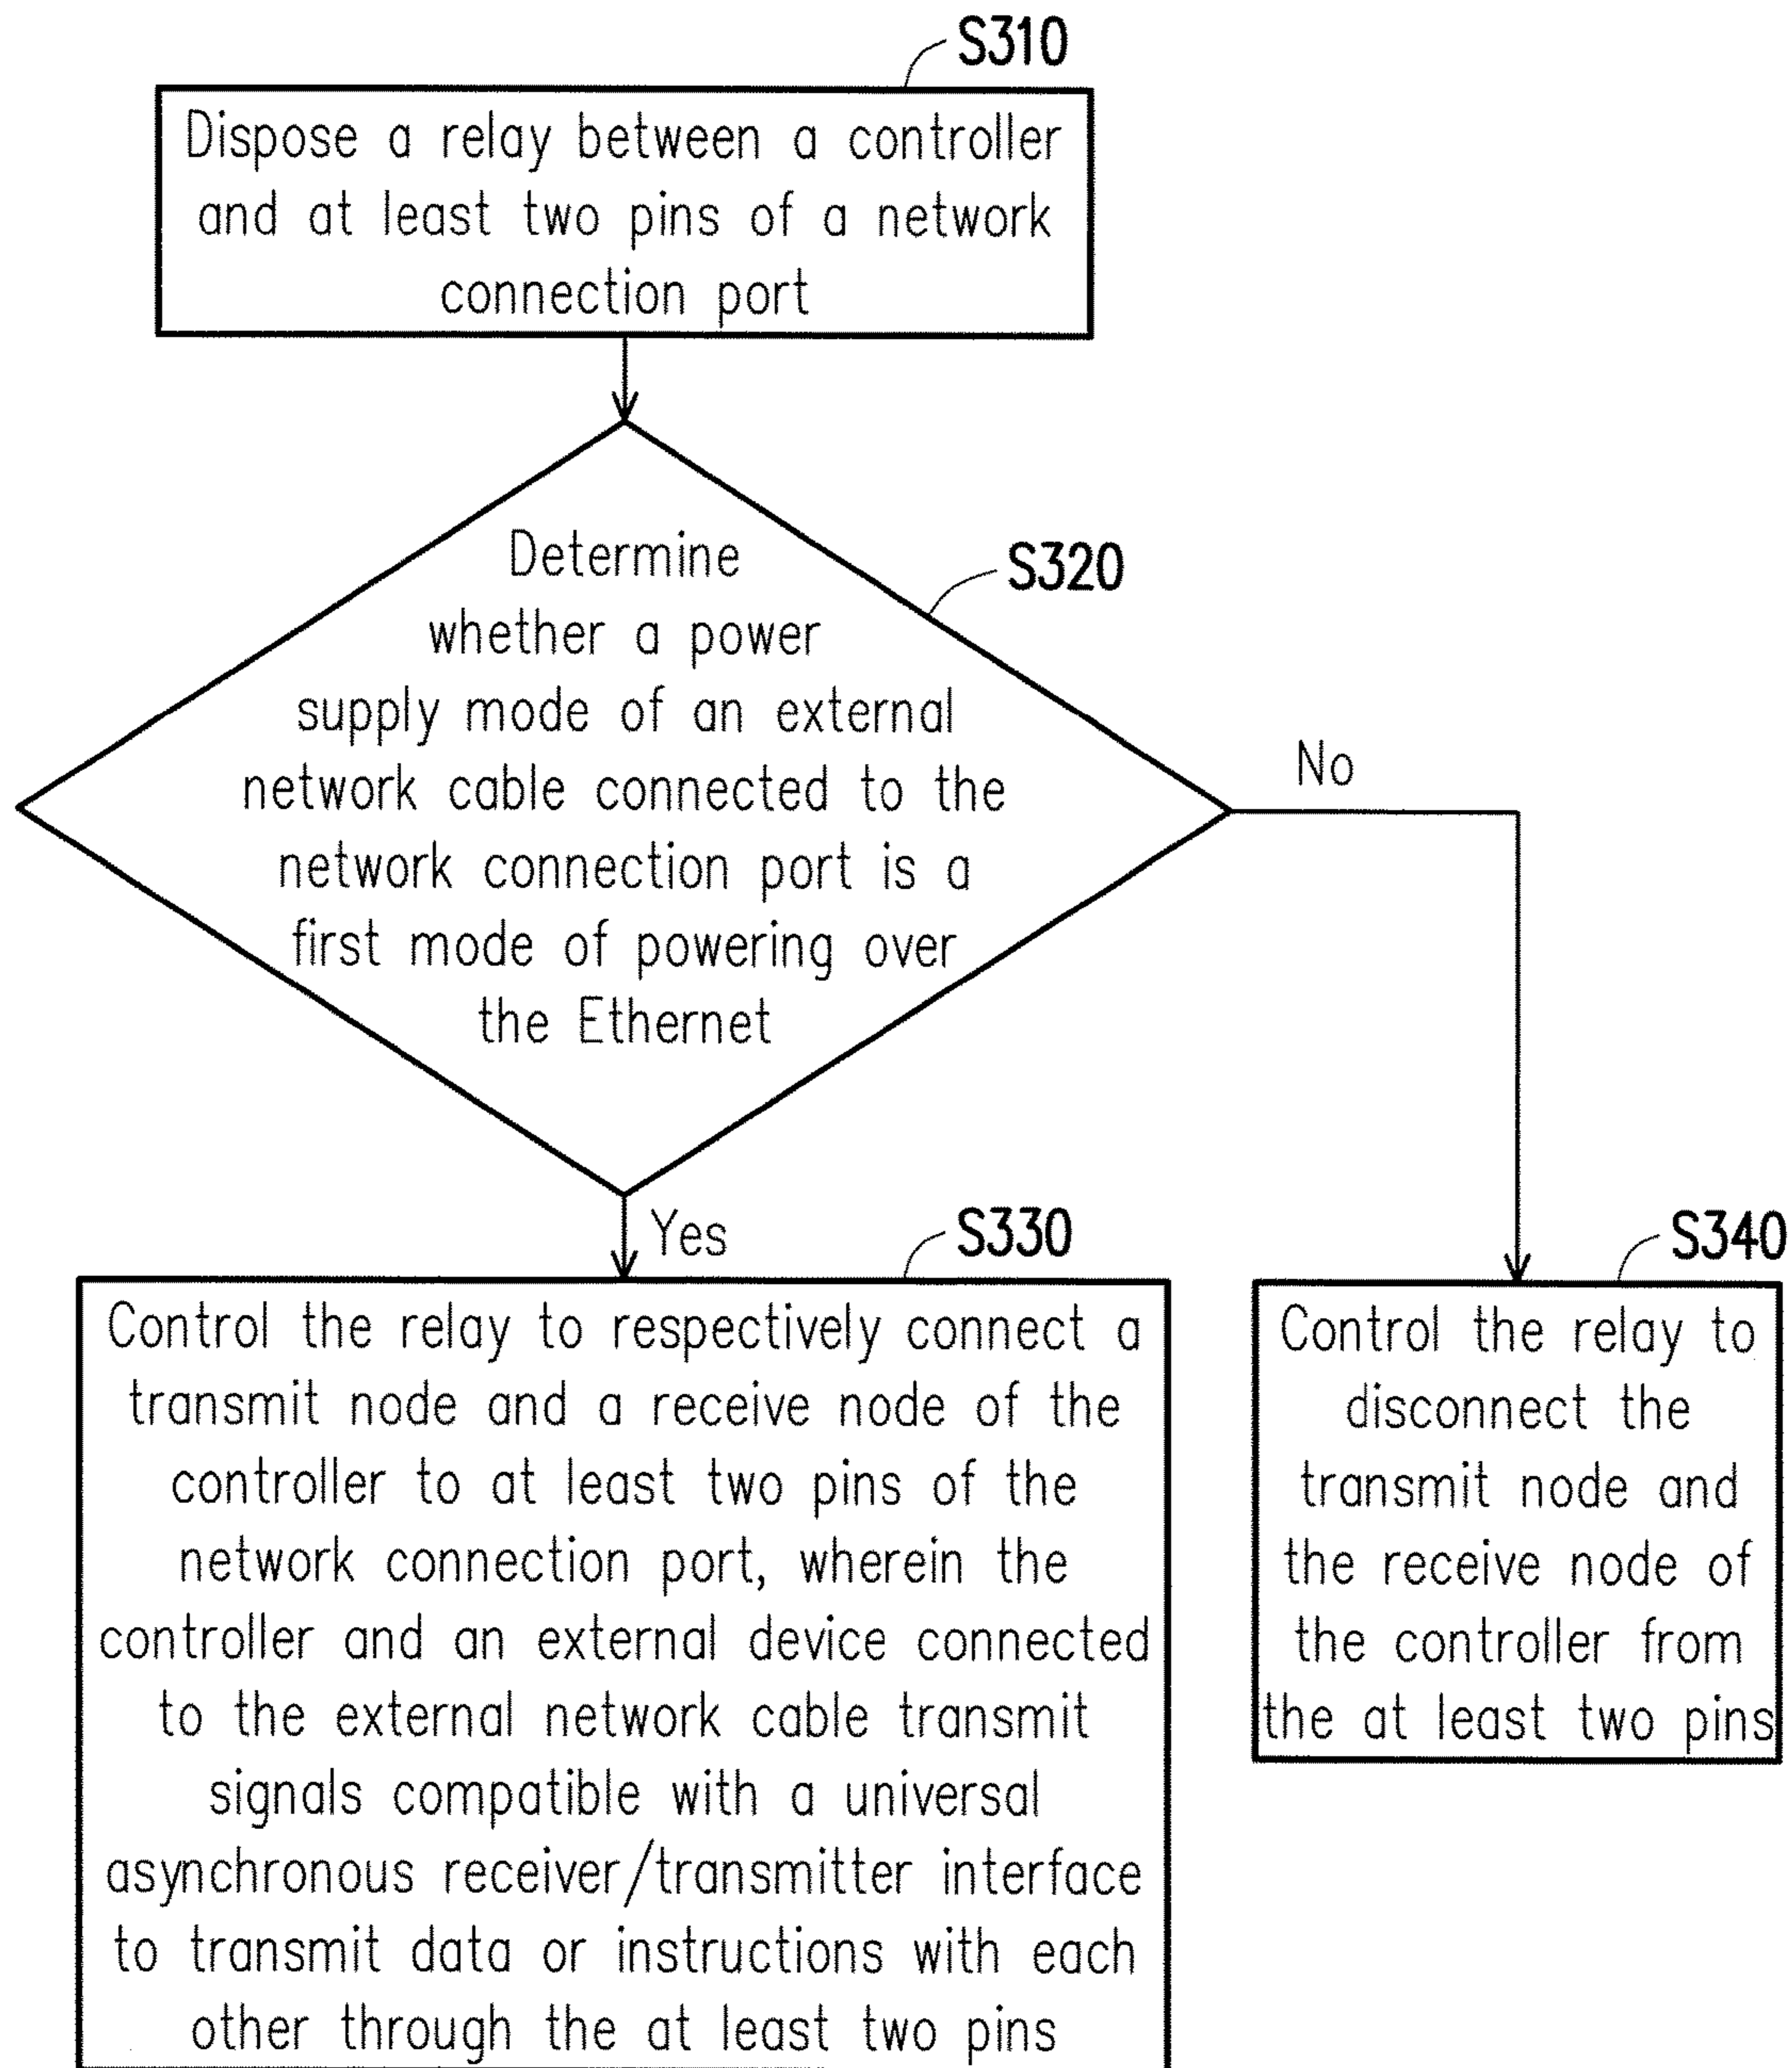 S310
Dispose a relay between a controller
and at least two pins of a network
connection port
Determine
whether a power
supply mode of an external
network cable connected to the
network connection port is a
first mode of powering over
the Ethernet
S320
No
Yes
S330
Control the relay to respectively connect a
transmit node and a receive node of the
controller to at least two pins of the
network connection port, wherein the
controller and an external device connected
to the external network cable transmit
signals compatible with a universal
asynchronous receiver/transmitter interface
to transmit data or instructions with each
other through the at least two pins
S340
Control the relay to
disconnect the
transmit node and
the receive node of
the controller from
the at least two pins